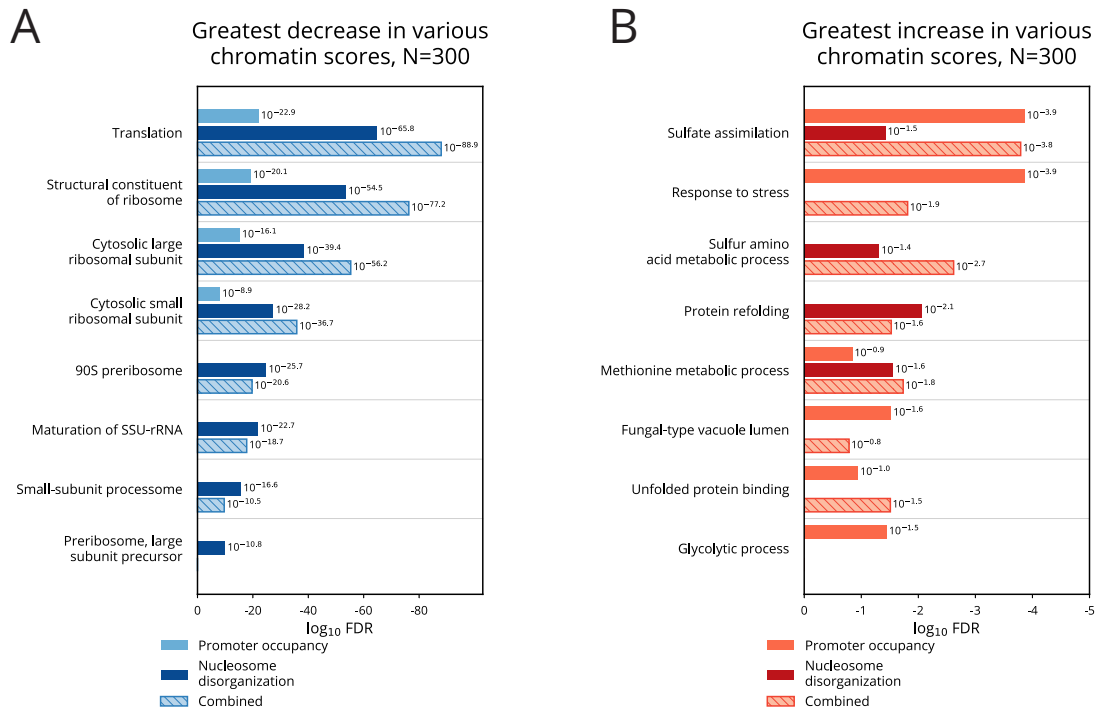 A
Greatest decrease in various
chromatin scores, N=300
Translation
10^−22.9
10^−65.8
10^−88.9
Structural constituent
of ribosome
10^−20.1
10^−54.5
10^−77.2
Cytosolic large
ribosomal subunit
10^−16.1
10^−39.4
10^−56.2
Cytosolic small
ribosomal subunit
10^−8.9
10^−28.2
10^−36.7
90S preribosome
10^−25.7
10^−20.6
Maturation of SSU-rRNA
10^−22.7
10^−18.7
Small-subunit processome
10^−16.6
10^−10.5
Preribosome, large
subunit precursor
10^−10.8
0 -20 -40 -60 -80
log₁₀ FDR
Promoter occupancy
Nucleosome
disorganization
Combined
B
Greatest increase in various
chromatin scores, N=300
Sulfate assimilation
10^−3.9
10^−1.5
10^−3.8
Response to stress
10^−3.9
10^−1.9
Sulfur amino
acid metabolic process
10^−1.4
10^−2.7
Protein refolding
10^−2.1
10^−1.6
Methionine metabolic process
10^−0.9
10^−1.6
10^−1.8
Fungal-type vacuole lumen
10^−1.6
10^−0.8
Unfolded protein binding
10^−1.0
10^−1.5
Glycolytic process
10^−1.5
0 -1 -2 -3 -4 -5
log₁₀ FDR
Promoter occupancy
Nucleosome
disorganization
Combined